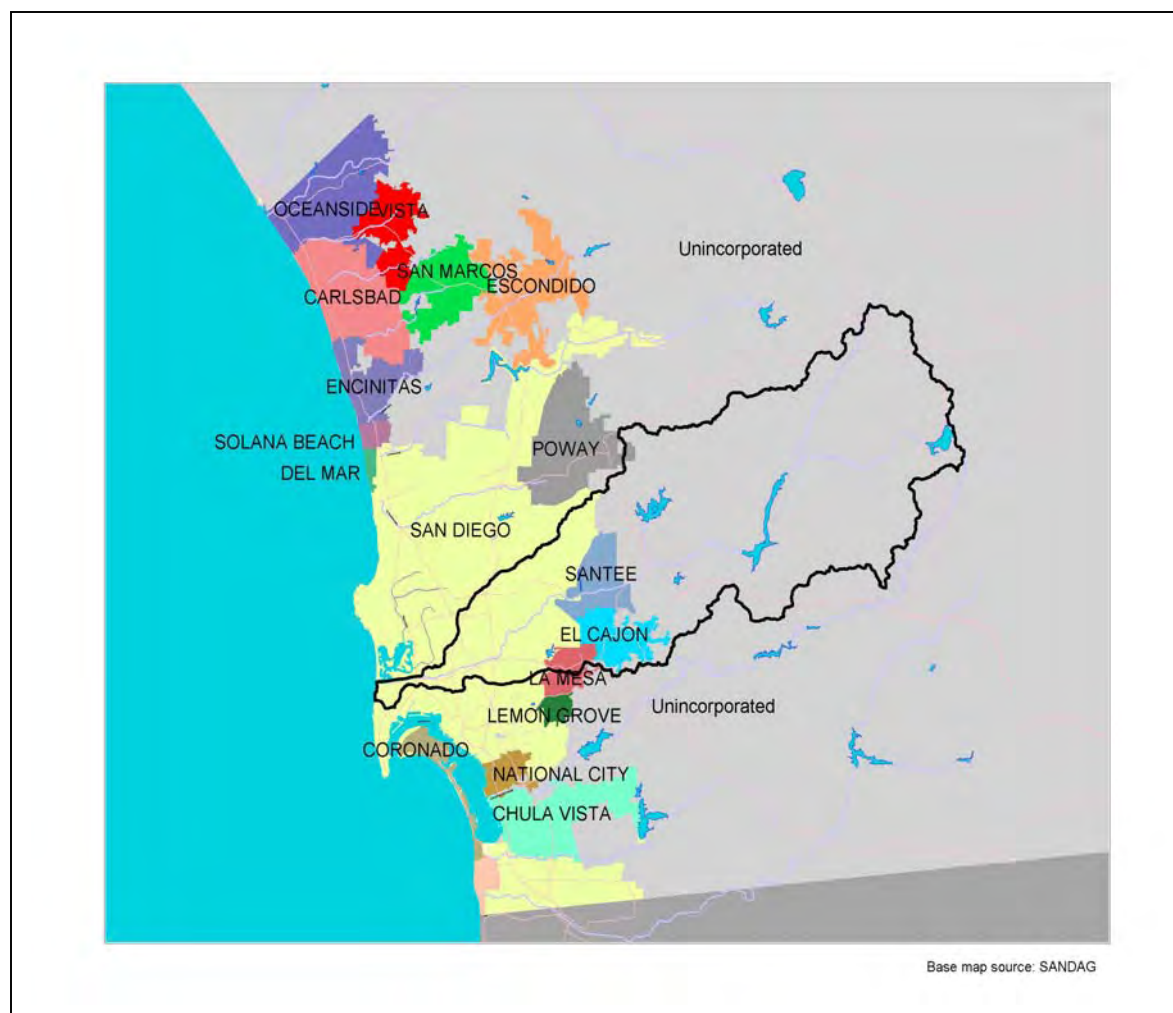 OCEANSIDE
VISTA
Unincorporated
SAN MARCOS
ESCONDIDO
CARLSBAD
ENCINITAS
SOLANA BEACH
POWAY
DEL MAR
SAN DIEGO
SANTEE
EL CAJON
LA MESA
Unincorporated
LEMON GROVE
CORONADO
NATIONAL CITY
CHULA VISTA
Base map source: SANDAG